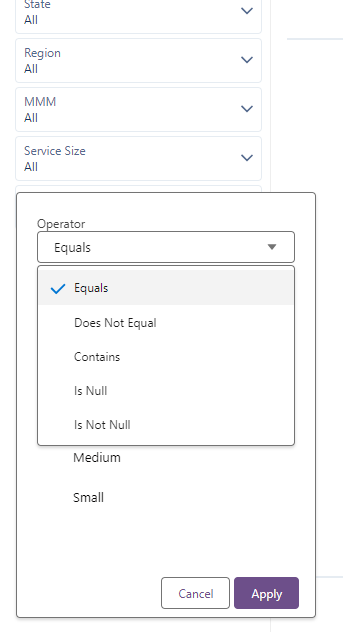 State
All
Region
All
MMM
All
Service Size
All
Operator
Equals
Equals
Does Not Equal
Contains
Is Null
Is Not Null
Medium
Small
Cancel Apply